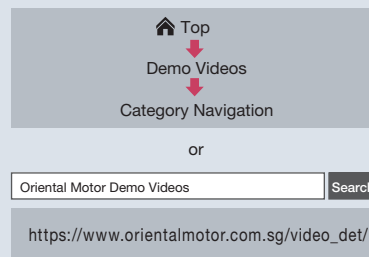 Top
Demo Videos
Category Navigation
or
Oriental Motor Demo Videos
Search
https://www.orientalmotor.com.sg/video_det/